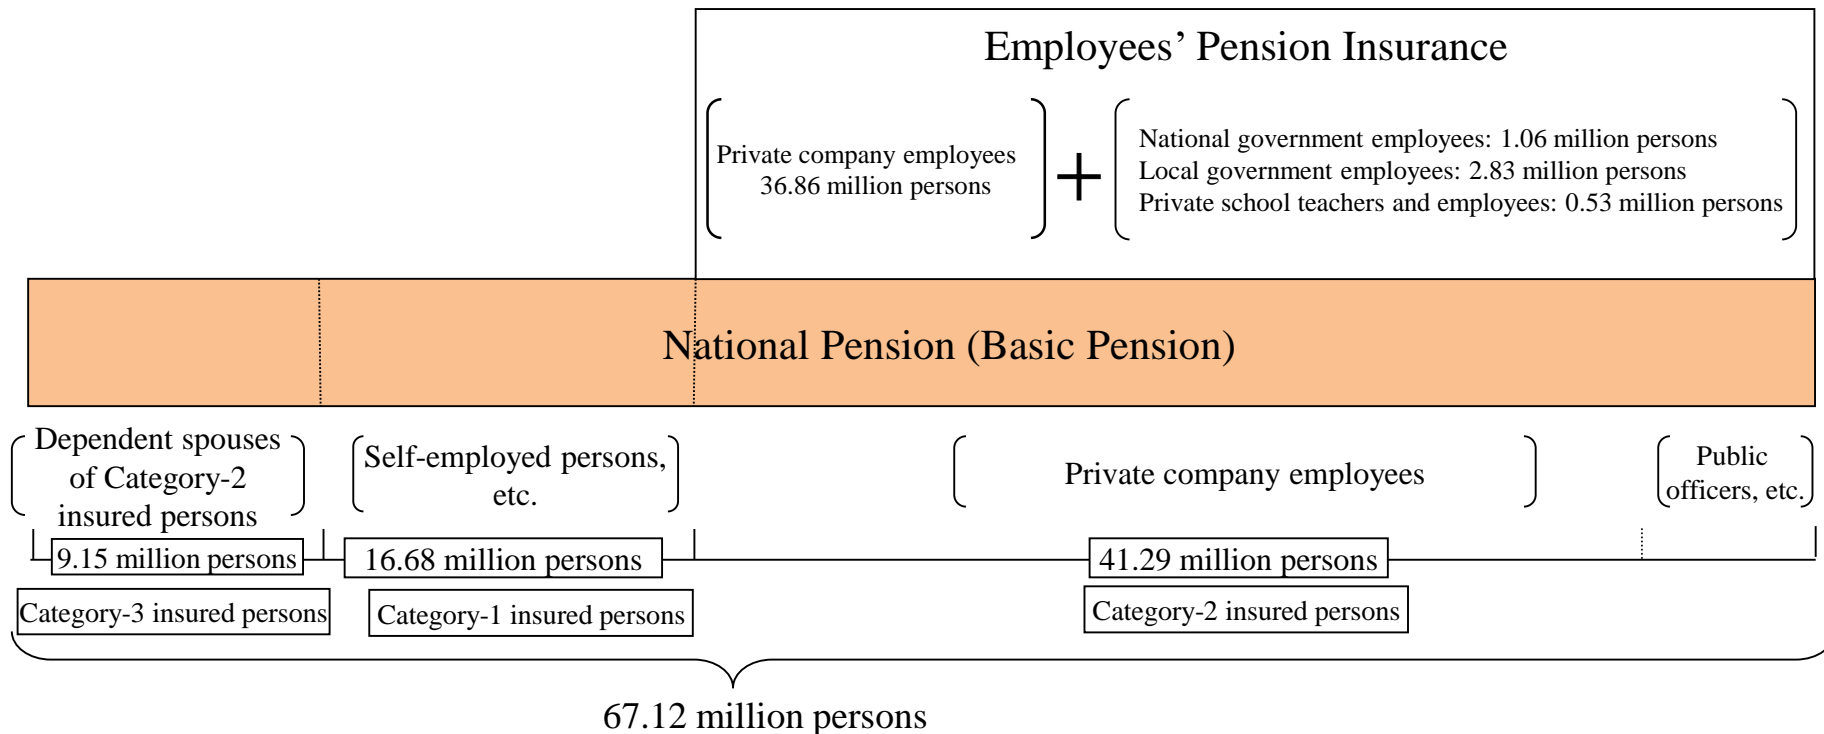 Employees’ Pension Insurance
Private company employees
36.86 million persons
+
National government employees: 1.06 million persons
Local government employees: 2.83 million persons
Private school teachers and employees: 0.53 million persons
National Pension (Basic Pension)
Dependent spouses
of Category-2
insured persons
Self-employed persons,
etc.
Private company employees
Public
officers, etc.
9.15 million persons
16.68 million persons
41.29 million persons
Category-3 insured persons
Category-1 insured persons
Category-2 insured persons
67.12 million persons